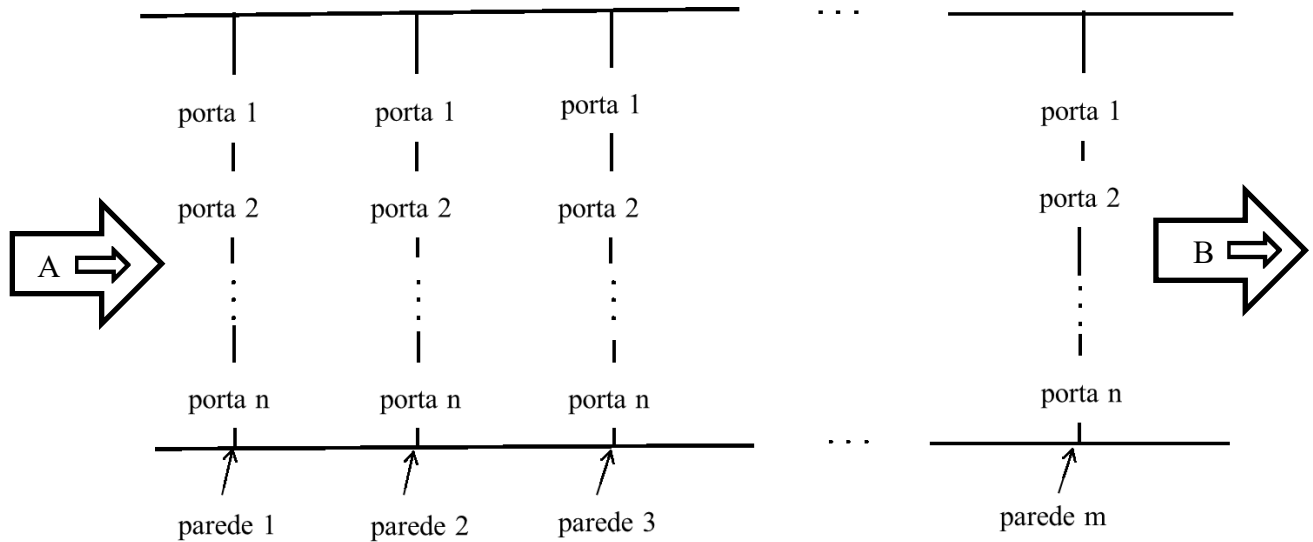 ...
porta 1 porta 1 porta 1 porta 1
porta 2 porta 2 porta 2 porta 2
A B
porta n porta n porta n porta n
...
parede 1 parede 2 parede 3 parede m